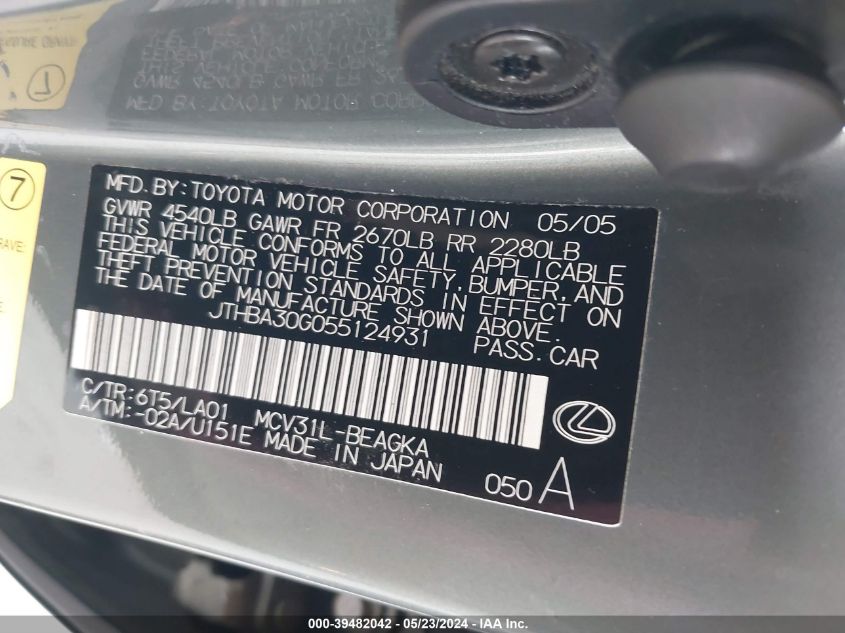 MFD. BY: TOYOTA MOTOR CORPORATION 05/05
GVWR 4540LB GAWR FR 2670LB RR 2280LB
THIS VEHICLE CONFORMS TO ALL APPLICABLE
FEDERAL MOTOR VEHICLE SAFETY, BUMPER, AND
THEFT PREVENTION STANDARDS IN EFFECT ON
THE DATE OF MANUFACTURE SHOWN ABOVE.
JTHBA30G055124931 PASS. CAR
C/TR: 6T5/LA01 MCV31L-BEAGKA
A/TM: -02A/U151E MADE IN JAPAN
050 A
7
000-39482042 - 05/23/2024 - IAA Inc.